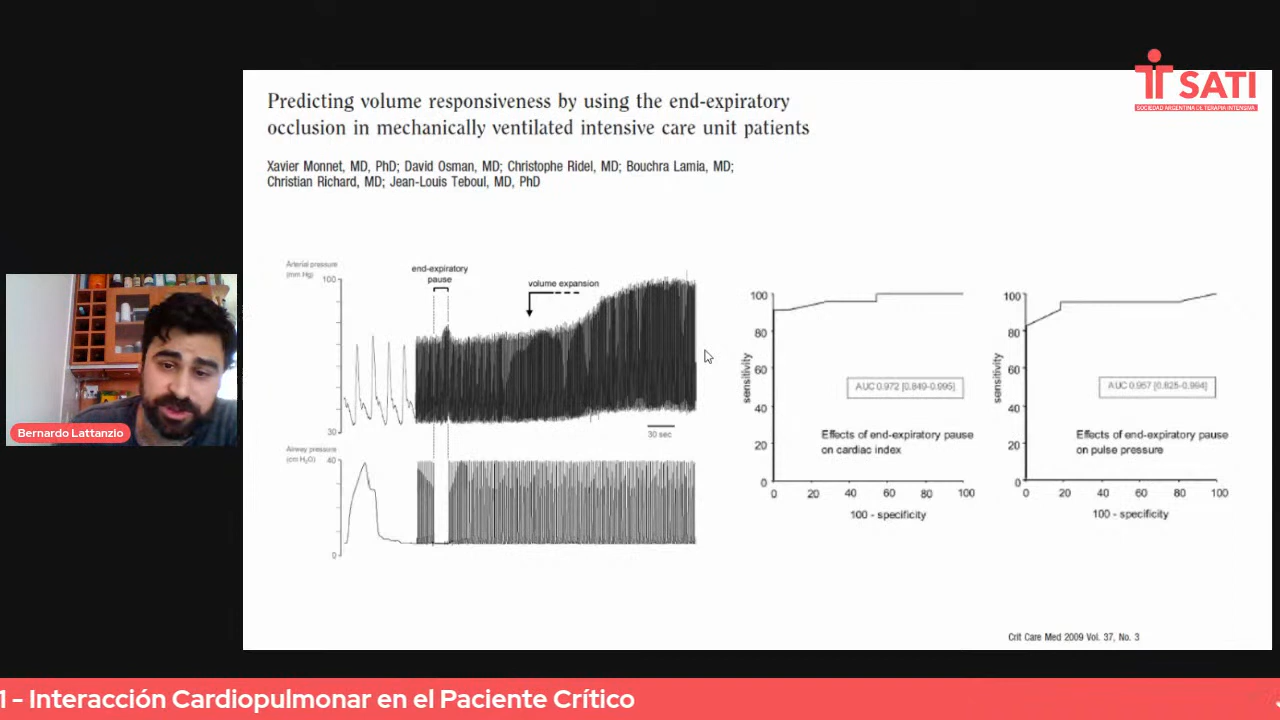 SATI
SOCIEDAD ARGENTINA DE TERAPIA INTENSIVA
Predicting volume responsiveness by using the end-expiratory
occlusion in mechanically ventilated intensive care unit patients
Xavier Monnet, MD, PhD; David Osman, MD; Christophe Ridel, MD; Bouchra Lamia, MD;
Christian Richard, MD; Jean-Louis Teboul, MD, PhD
Arterial pressure
(mm Hg)
100
30
end-expiratory
pause
volume expansion
30 sec
Airway pressure
(cm H2O)
40
0
sensitivity
100
80
60
40
20
0
AUC 0.972 [0.849-0.995]
Effects of end-expiratory pause
on cardiac index
0 20 40 60 80 100
100 - specificity
sensitivity
100
80
60
40
20
0
AUC 0.957 [0.825-0.994]
Effects of end-expiratory pause
on pulse pressure
0 20 40 60 80 100
100 - specificity
Bernardo Lattanzio
Crit Care Med 2009 Vol. 37, No. 3
1 - Interacción Cardiopulmonar en el Paciente Crítico